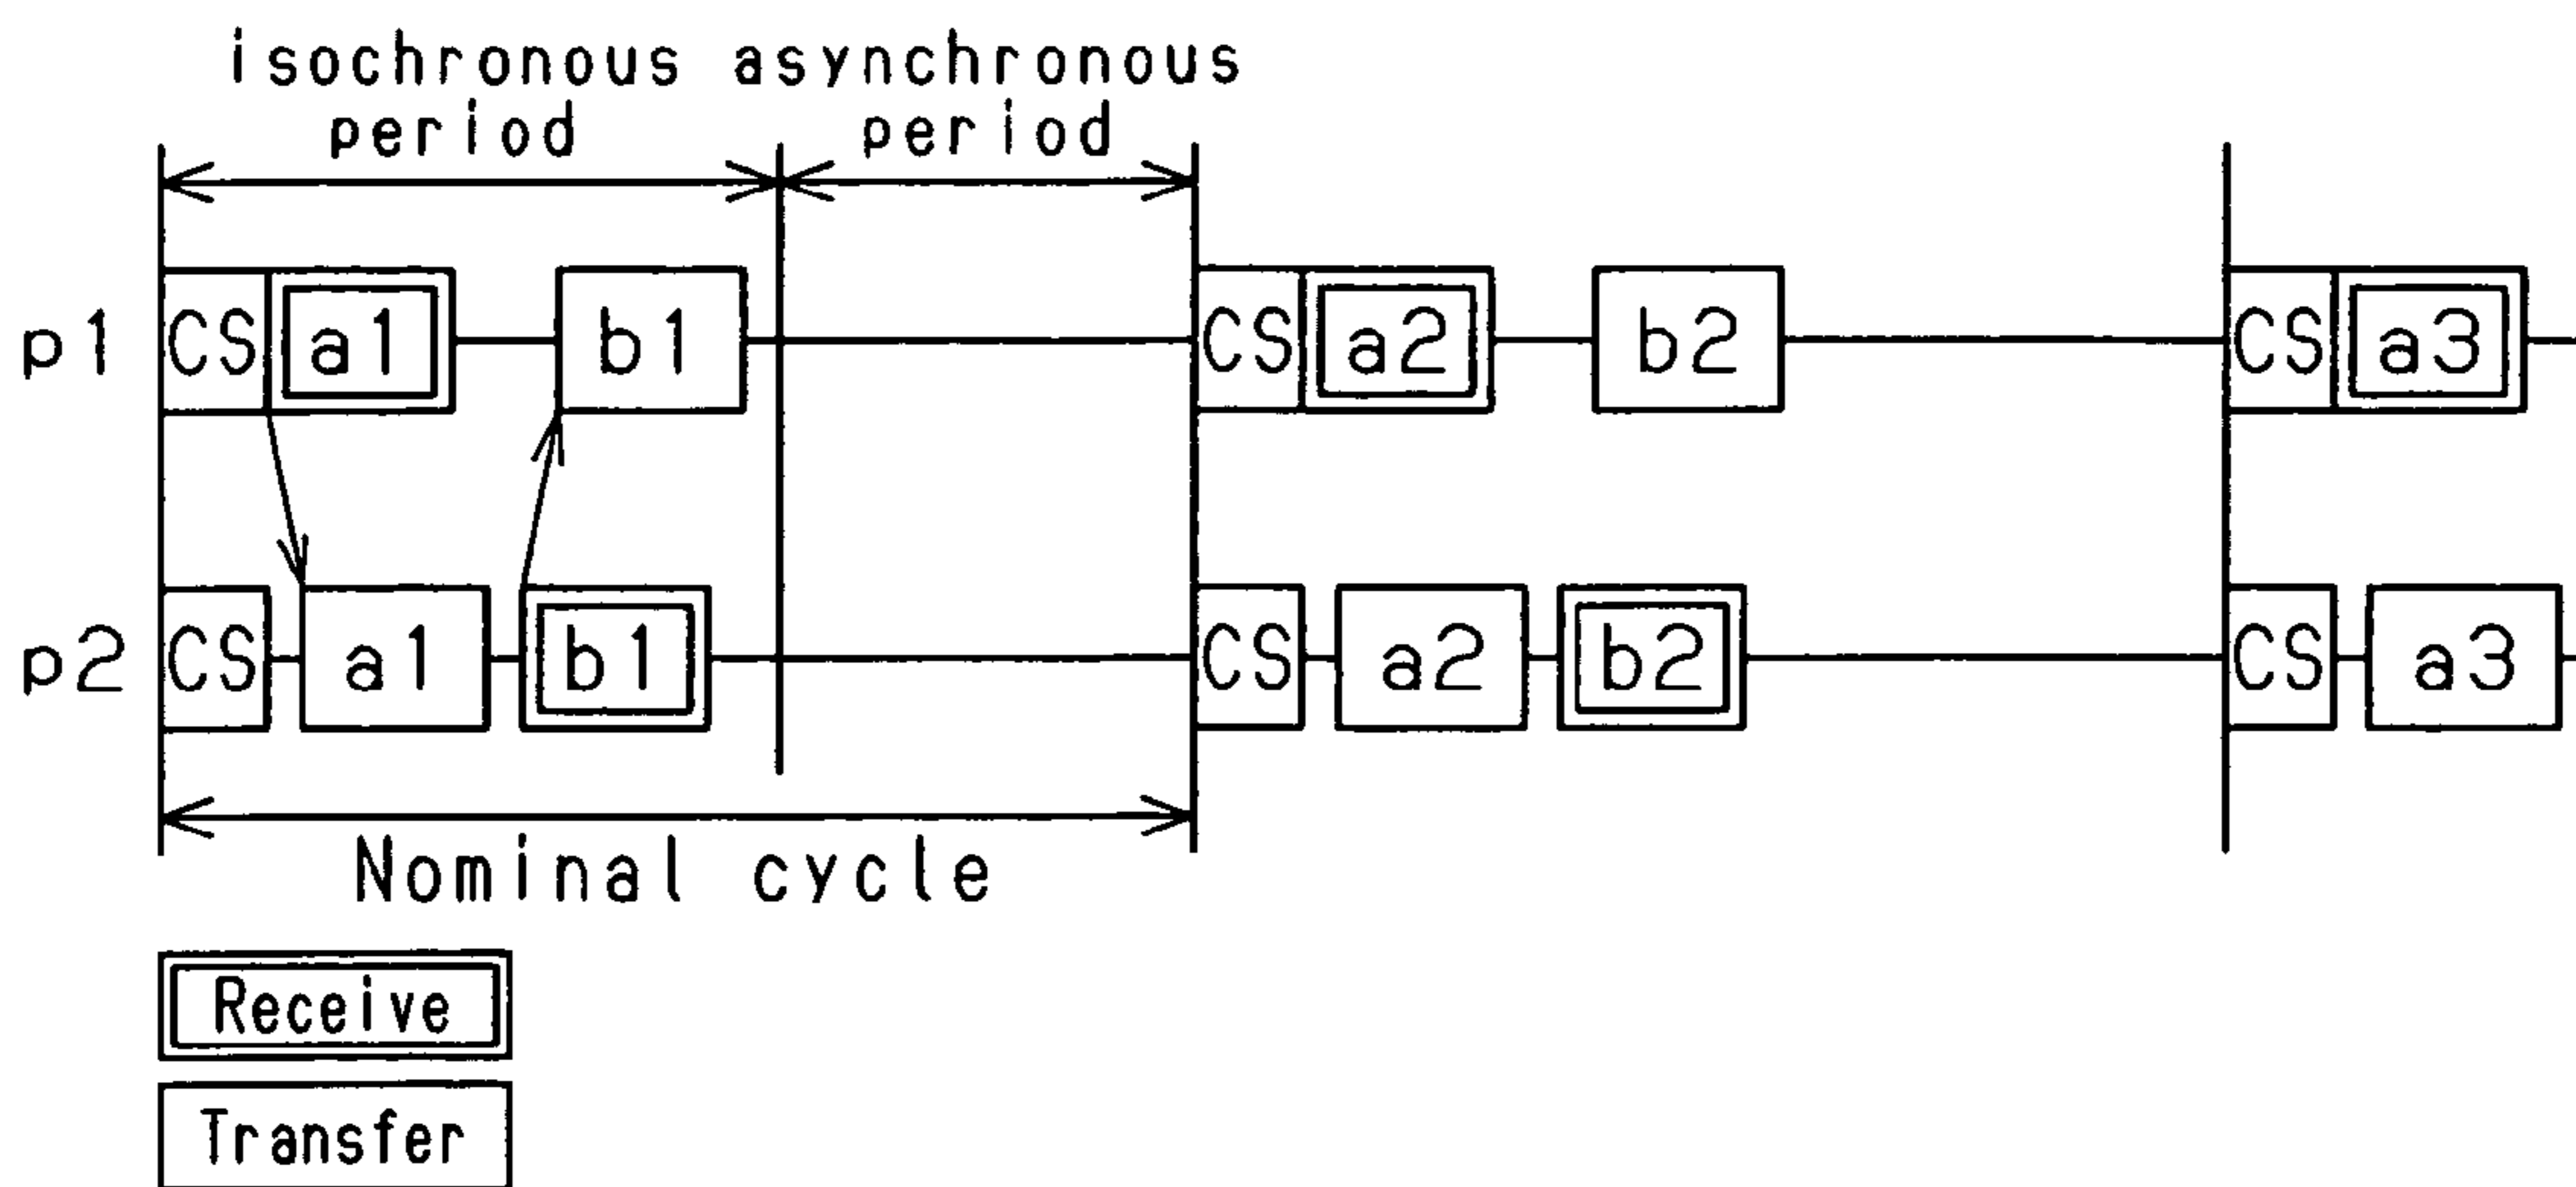 isochronous asynchronous
period period
p1 CS a1 b1 CS a2 b2 CS a3
p2 CS a1 b1 CS a2 b2 CS a3
Nominal cycle
Receive
Transfer